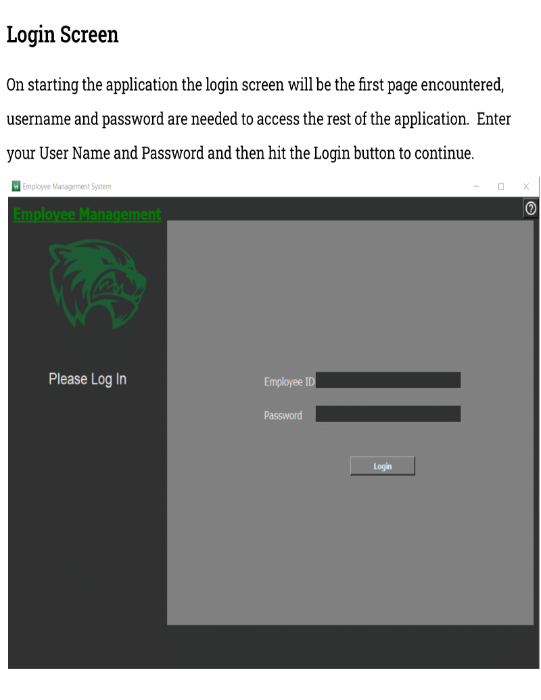 Login Screen
On starting the application the login screen will be the first page encountered,
username and password are needed to access the rest of the application.  Enter
your User Name and Password and then hit the Login button to continue.
Employee Management System
Employee Management
Please Log In
Employee ID
Password
Login